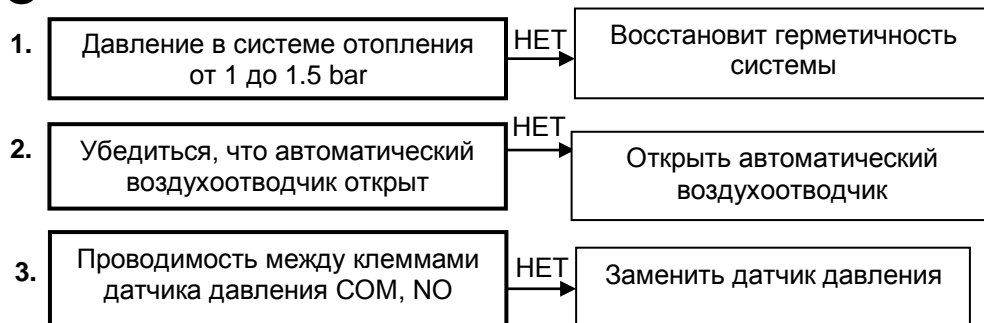 1. Давление в системе отопления
от 1 до 1.5 bar
НЕТ
Восстановит герметичность
системы
2. Убедиться, что автоматический
воздухоотводчик открыт
НЕТ
Открыть автоматический
воздухоотводчик
3. Проводимость между клеммами
датчика давления COM, NO
НЕТ
Заменить датчик давления